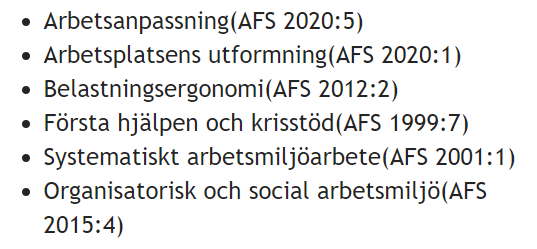 • Arbetsanpassning(AFS 2020:5)
• Arbetsplatsens utformning(AFS 2020:1)
• Belastningsergonomi(AFS 2012:2)
• Första hjälpen och krisstöd(AFS 1999:7)
• Systematiskt arbetsmiljöarbete(AFS 2001:1)
• Organisatorisk och social arbetsmiljö(AFS
2015:4)